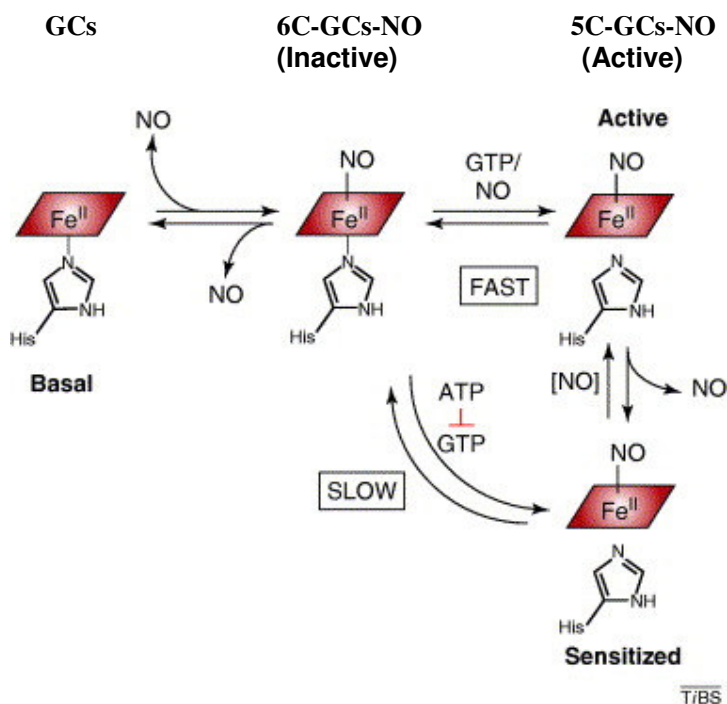 GCs
6C-GCs-NO
(Inactive)
5C-GCs-NO
(Active)
NO
NO
Fe^II
N
NH
His
Basal
NO
Fe^II
N
NH
His
GTP/
NO
FAST
Active
NO
Fe^II
N
NH
His
[NO]
NO
ATP
GTP
SLOW
NO
Fe^II
N
NH
His
Sensitized
TiBS